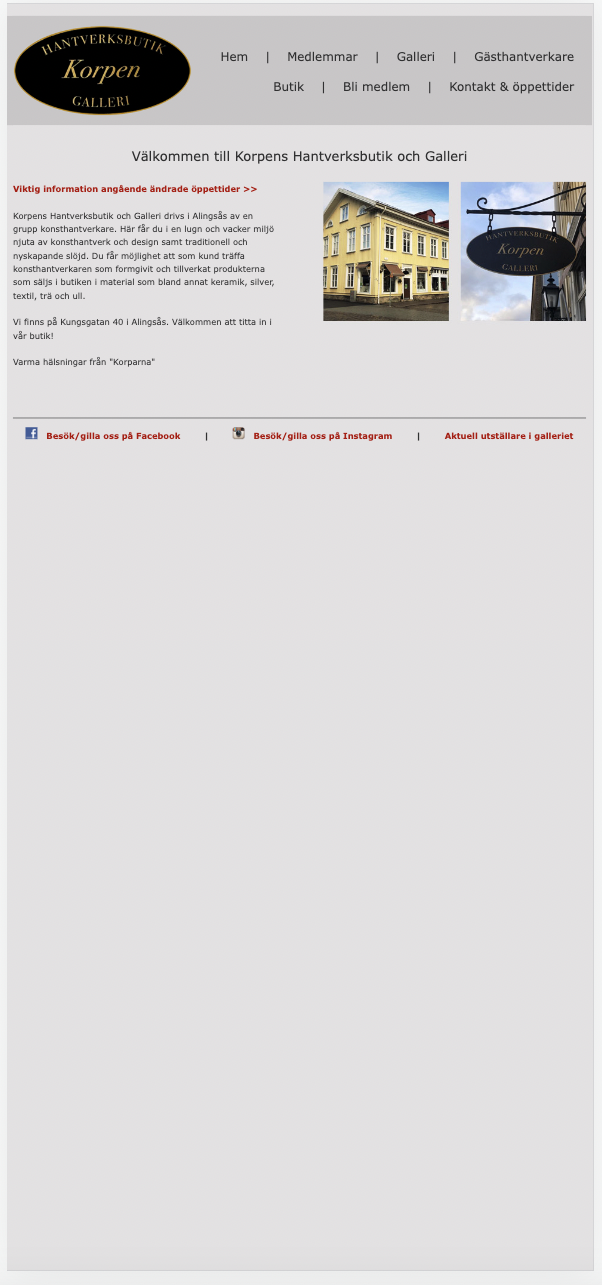 HANTVERKSBUTIK
Korpen
GALLERI
Hem | Medlemmar | Galleri | Gästhantverkare
Butik | Bli medlem | Kontakt & öppettider
Välkommen till Korpens Hantverksbutik och Galleri
Viktig information angående ändrade öppettider >>
Korpens Hantverksbutik och Galleri drivs i Alingsås av en
grupp konsthantverkare. Här får du i en lugn och vacker miljö
njuta av konsthantverk och design samt traditionell och
nyskapande slöjd. Du får möjlighet att som kund träffa
konsthantverkaren som formgivit och tillverkat produkterna
som säljs i butiken i material som bland annat keramik, silver,
textil, trä och ull.
Vi finns på Kungsgatan 40 i Alingsås. Välkommen att titta in i
vår butik!
Varma hälsningar från "Korparna"
HANTVERKSBUTIK
Korpen
GALLERI
Besök/gilla oss på Facebook | Besök/gilla oss på Instagram | Aktuell utställare i galleriet